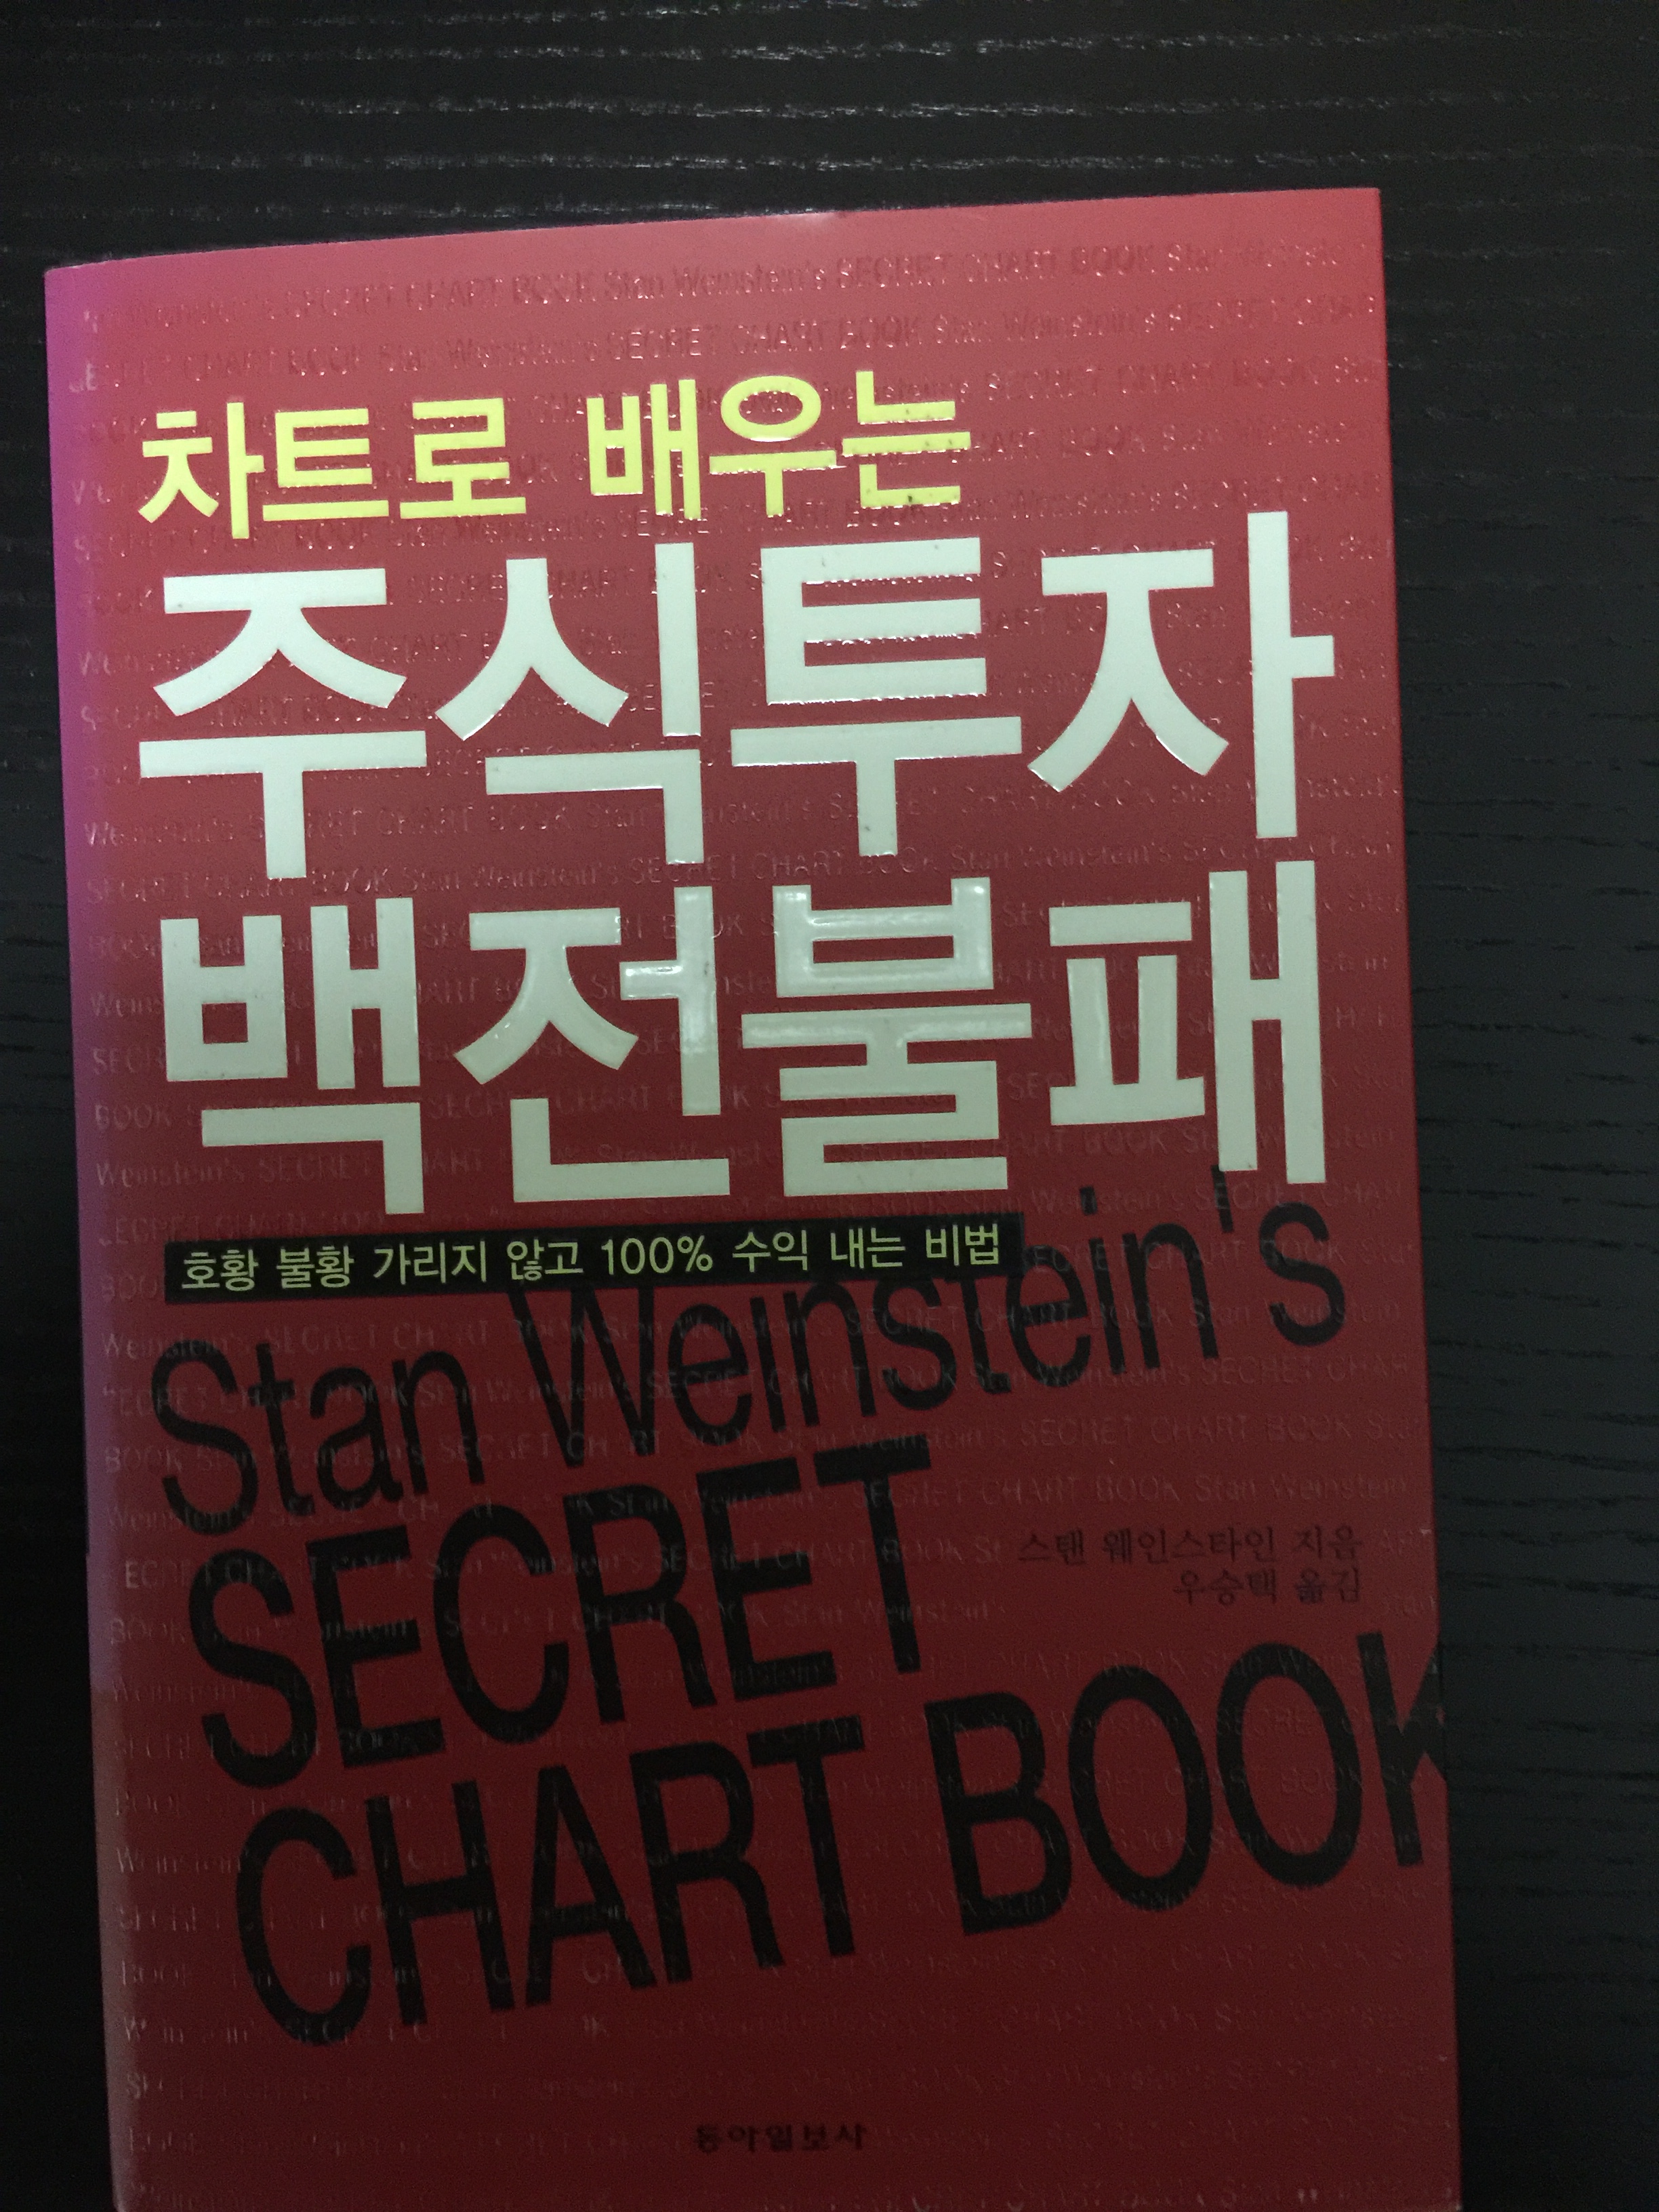 차트로 배우는
주식투자
백전불패
호황 불황 가리지 않고 100% 수익 내는 비법
Stan Weinstein's
SECRET
CHART BOOK
스탠 웨인스타인 지음
우승택 옮김
동아일보사